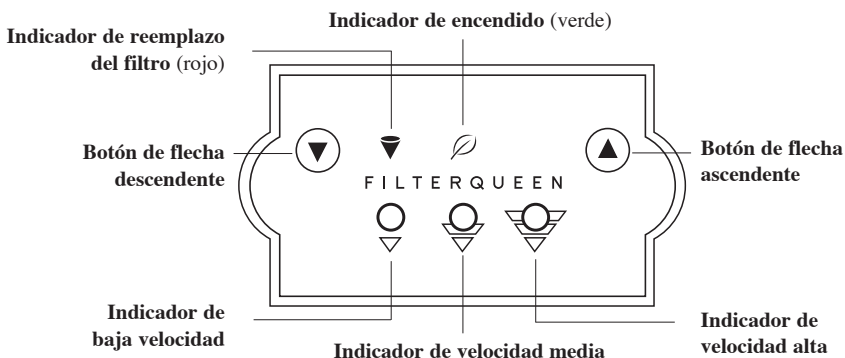 Indicador de encendido (verde)
Indicador de reemplazo
del filtro (rojo)
Botón de flecha
descendente
Botón de flecha
ascendente
FILTERQUEEN
Indicador de
baja velocidad
Indicador de velocidad media
Indicador de
velocidad alta